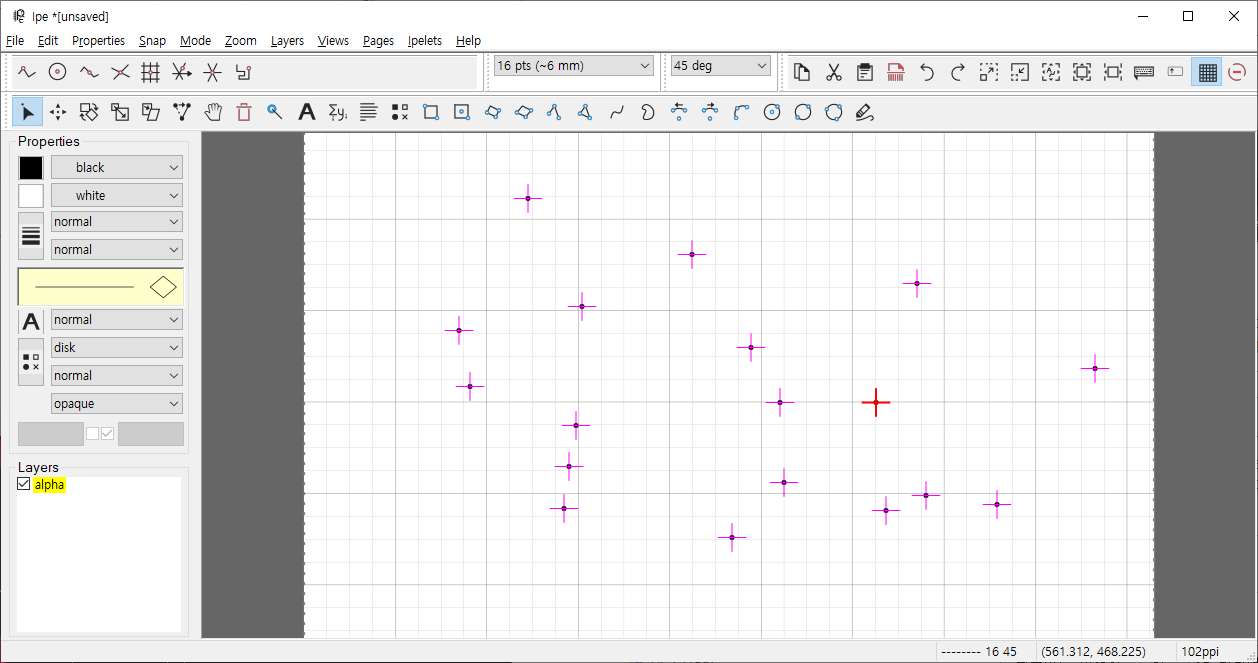 Ipe *[unsaved]
File Edit Properties Snap Mode Zoom Layers Views Pages Ipelets Help
16 pts (~6 mm) 45 deg
A Σy;
Properties
black
white
normal
normal
A normal
disk
normal
opaque
Layers
alpha
-------- 16 45 (561.312, 468.225) 102ppi